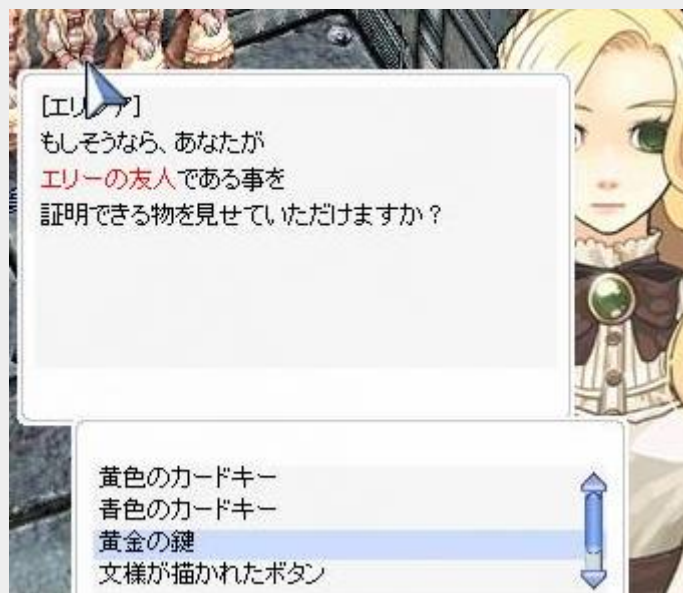 もしそうなら、あなたが
エリーの友人である事を
証明できる物を見せていただけますか？
黄色のカードキー
青色のカードキー
黄金の鍵
文様が描かれたボタン